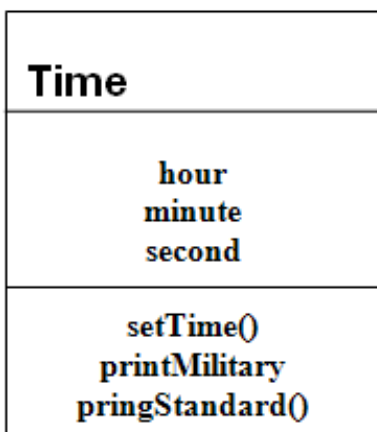 Time
hour
minute
second
setTime()
printMilitary
pringStandard()